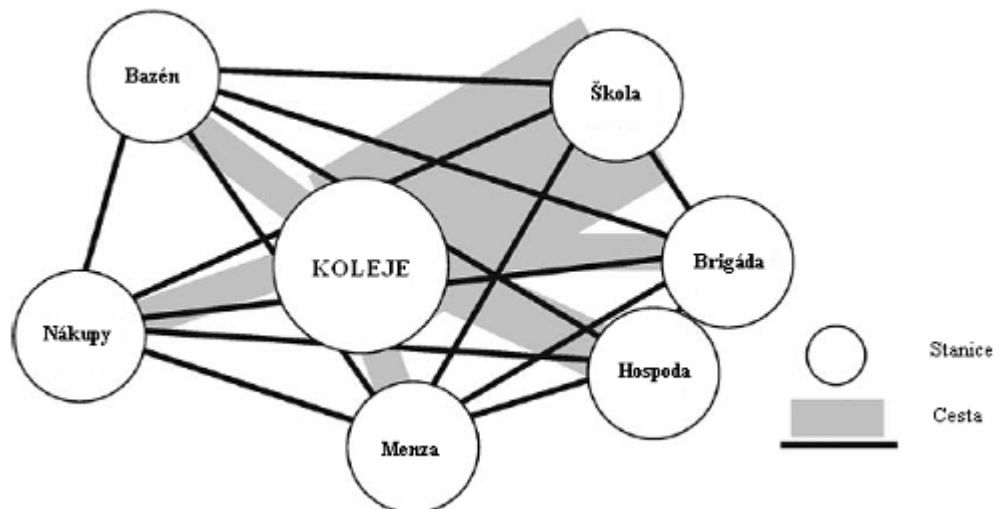 Bazén
Škola
KOLEJE
Brigáda
Nákupy
Hospoda
Menza
Stanice
Cesta